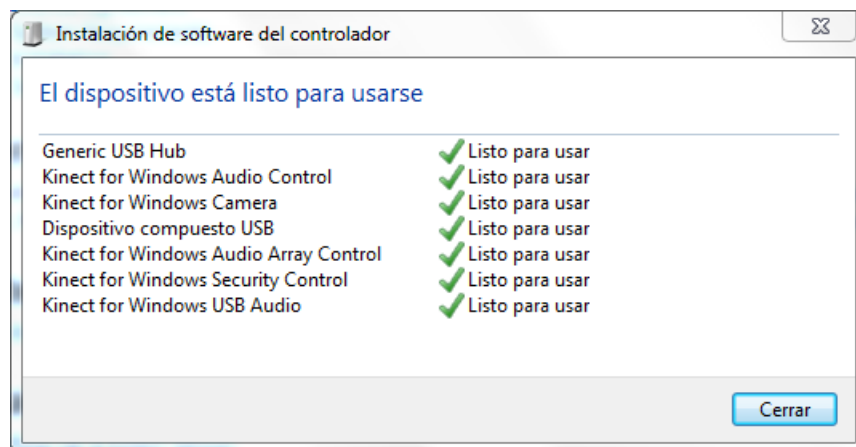 Instalación de software del controlador
El dispositivo está listo para usarse
Generic USB Hub Listo para usar
Kinect for Windows Audio Control Listo para usar
Kinect for Windows Camera Listo para usar
Dispositivo compuesto USB Listo para usar
Kinect for Windows Audio Array Control Listo para usar
Kinect for Windows Security Control Listo para usar
Kinect for Windows USB Audio Listo para usar
Cerrar